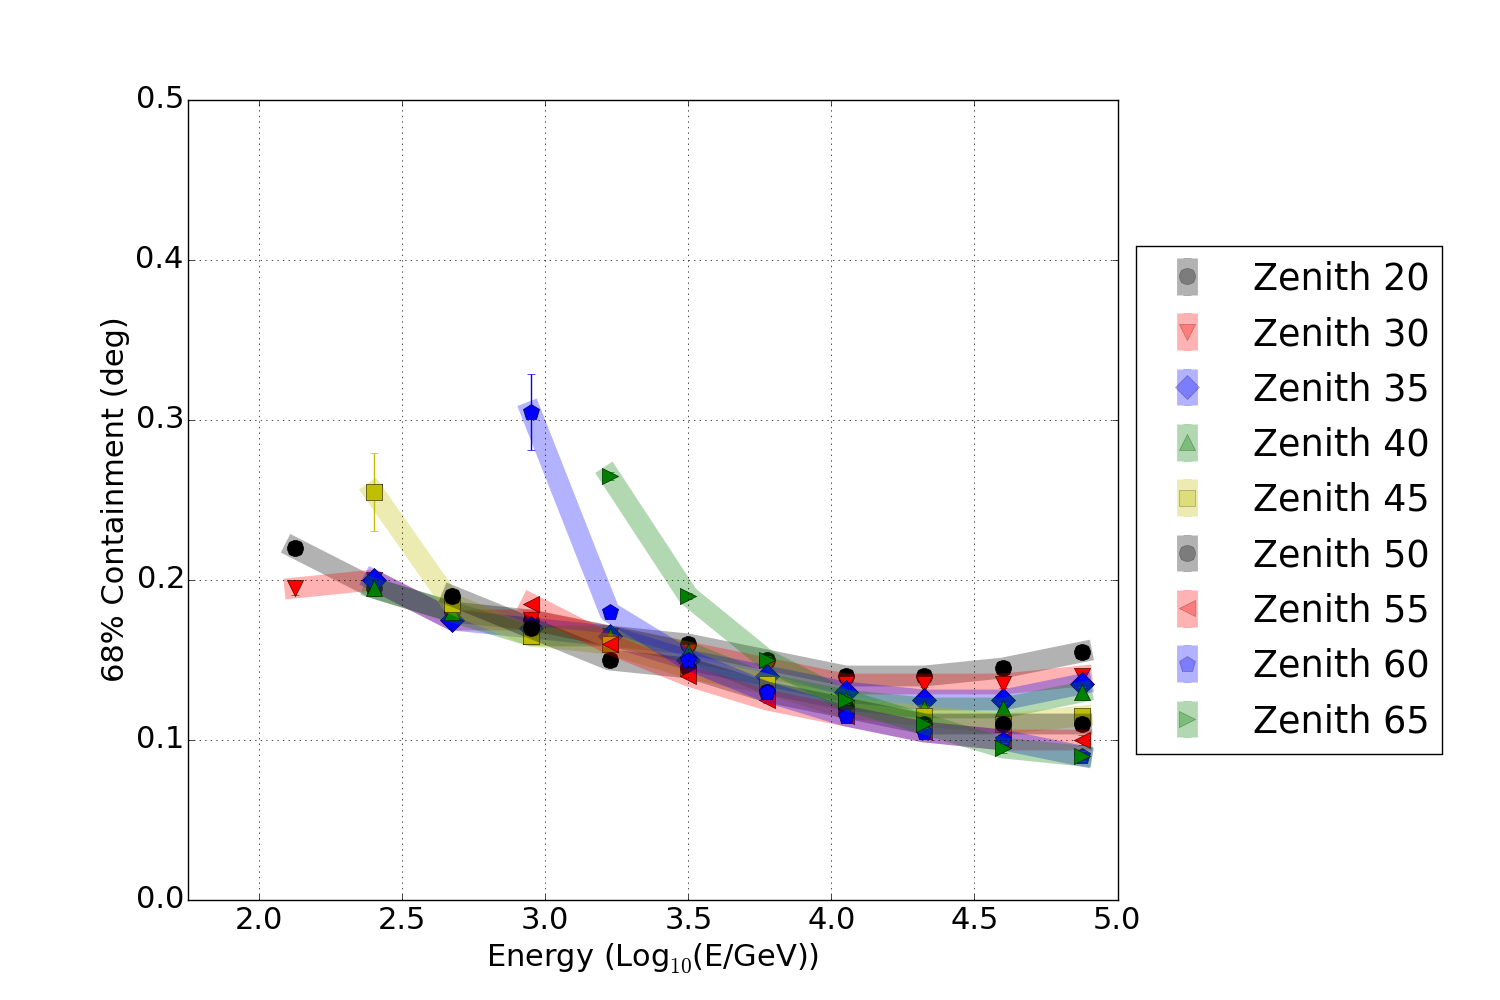 0.5
0.4
0.3
0.2
0.1
0.0
68% Containment (deg)
2.0 2.5 3.0 3.5 4.0 4.5 5.0
Energy (Log₁₀(E/GeV))
Zenith 20
Zenith 30
Zenith 35
Zenith 40
Zenith 45
Zenith 50
Zenith 55
Zenith 60
Zenith 65